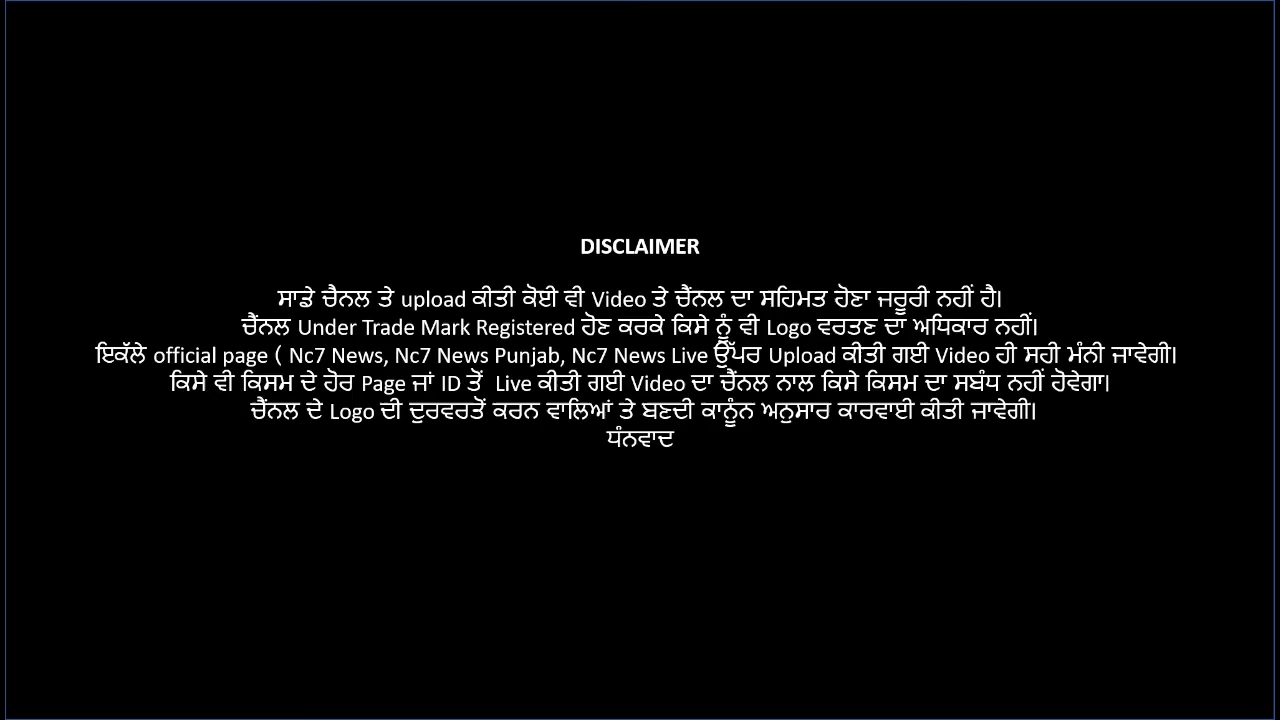 DISCLAIMER
ਸਾਡੇ ਚੈਨਲ ਤੇ upload ਕੀਤੀ ਕੋਈ ਵੀ Video ਤੇ ਚੈਂਨਲ ਦਾ ਸਹਿਮਤ ਹੋਣਾ ਜਰੂਰੀ ਨਹੀਂ ਹੈ।
ਚੈਂਨਲ Under Trade Mark Registered ਹੋਣ ਕਰਕੇ ਕਿਸੇ ਨੂੰ ਵੀ Logo ਵਰਤਣ ਦਾ ਅਧਿਕਾਰ ਨਹੀਂ।
ਇਕੱਲੇ official page ( Nc7 News, Nc7 News Punjab, Nc7 News Live ਉੱਪਰ Upload ਕੀਤੀ ਗਈ Video ਹੀ ਸਹੀ ਮੰਨੀ ਜਾਵੇਗੀ।
ਕਿਸੇ ਵੀ ਕਿਸਮ ਦੇ ਹੋਰ Page ਜਾਂ ID ਤੋਂ Live ਕੀਤੀ ਗਈ Video ਦਾ ਚੈਂਨਲ ਨਾਲ ਕਿਸੇ ਕਿਸਮ ਦਾ ਸਬੰਧ ਨਹੀਂ ਹੋਵੇਗਾ।
ਚੈਂਨਲ ਦੇ Logo ਦੀ ਦੁਰਵਰਤੋਂ ਕਰਨ ਵਾਲਿਆਂ ਤੇ ਬਣਦੀ ਕਾਨੂੰਨ ਅਨੁਸਾਰ ਕਾਰਵਾਈ ਕੀਤੀ ਜਾਵੇਗੀ।
ਧੰਨਵਾਦ